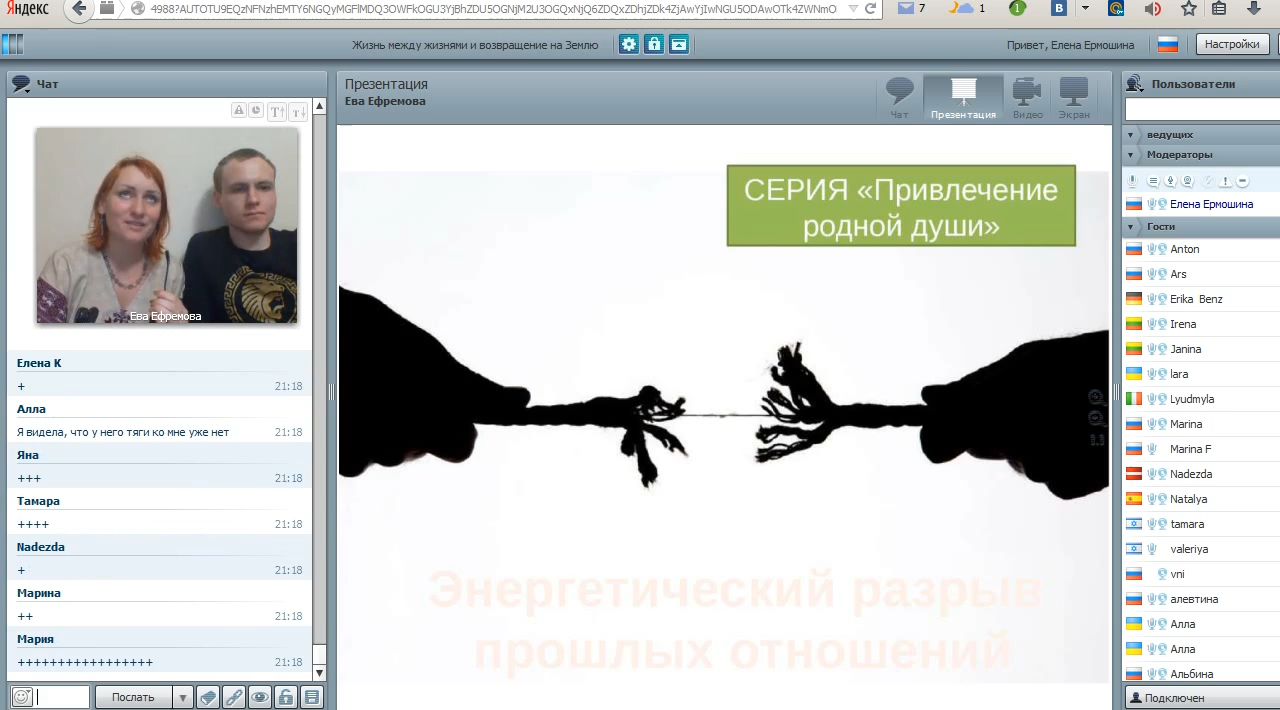 Яндекс
7
1
1
Жизнь между жизнями и возвращение на Землю
Привет, Елена Ермошина
Настройки
Чат
Ева Ефремова
Елена К
+
21:18
Алла
Я видела, что у него тяги ко мне уже нет
21:18
Яна
+++
21:18
Тамара
++++
21:18
Nadezda
+
21:18
Марина
++
21:18
Мария
+++++++++++++++++
21:18
Послать
Презентация
Ева Ефремова
Чат
Презентация
Видео
Экран
СЕРИЯ «Привлечение
родной души»
Энергетический разрыв
прошлых отношений
Пользователи
ведущих
Модераторы
Елена Ермошина
Гости
Anton
Ars
Erika Benz
Irena
Janina
lara
Lyudmyla
Marina
Marina F
Nadezda
Natalya
tamara
valeriya
vni
алевтина
Алла
Алла
Альбина
Подключен